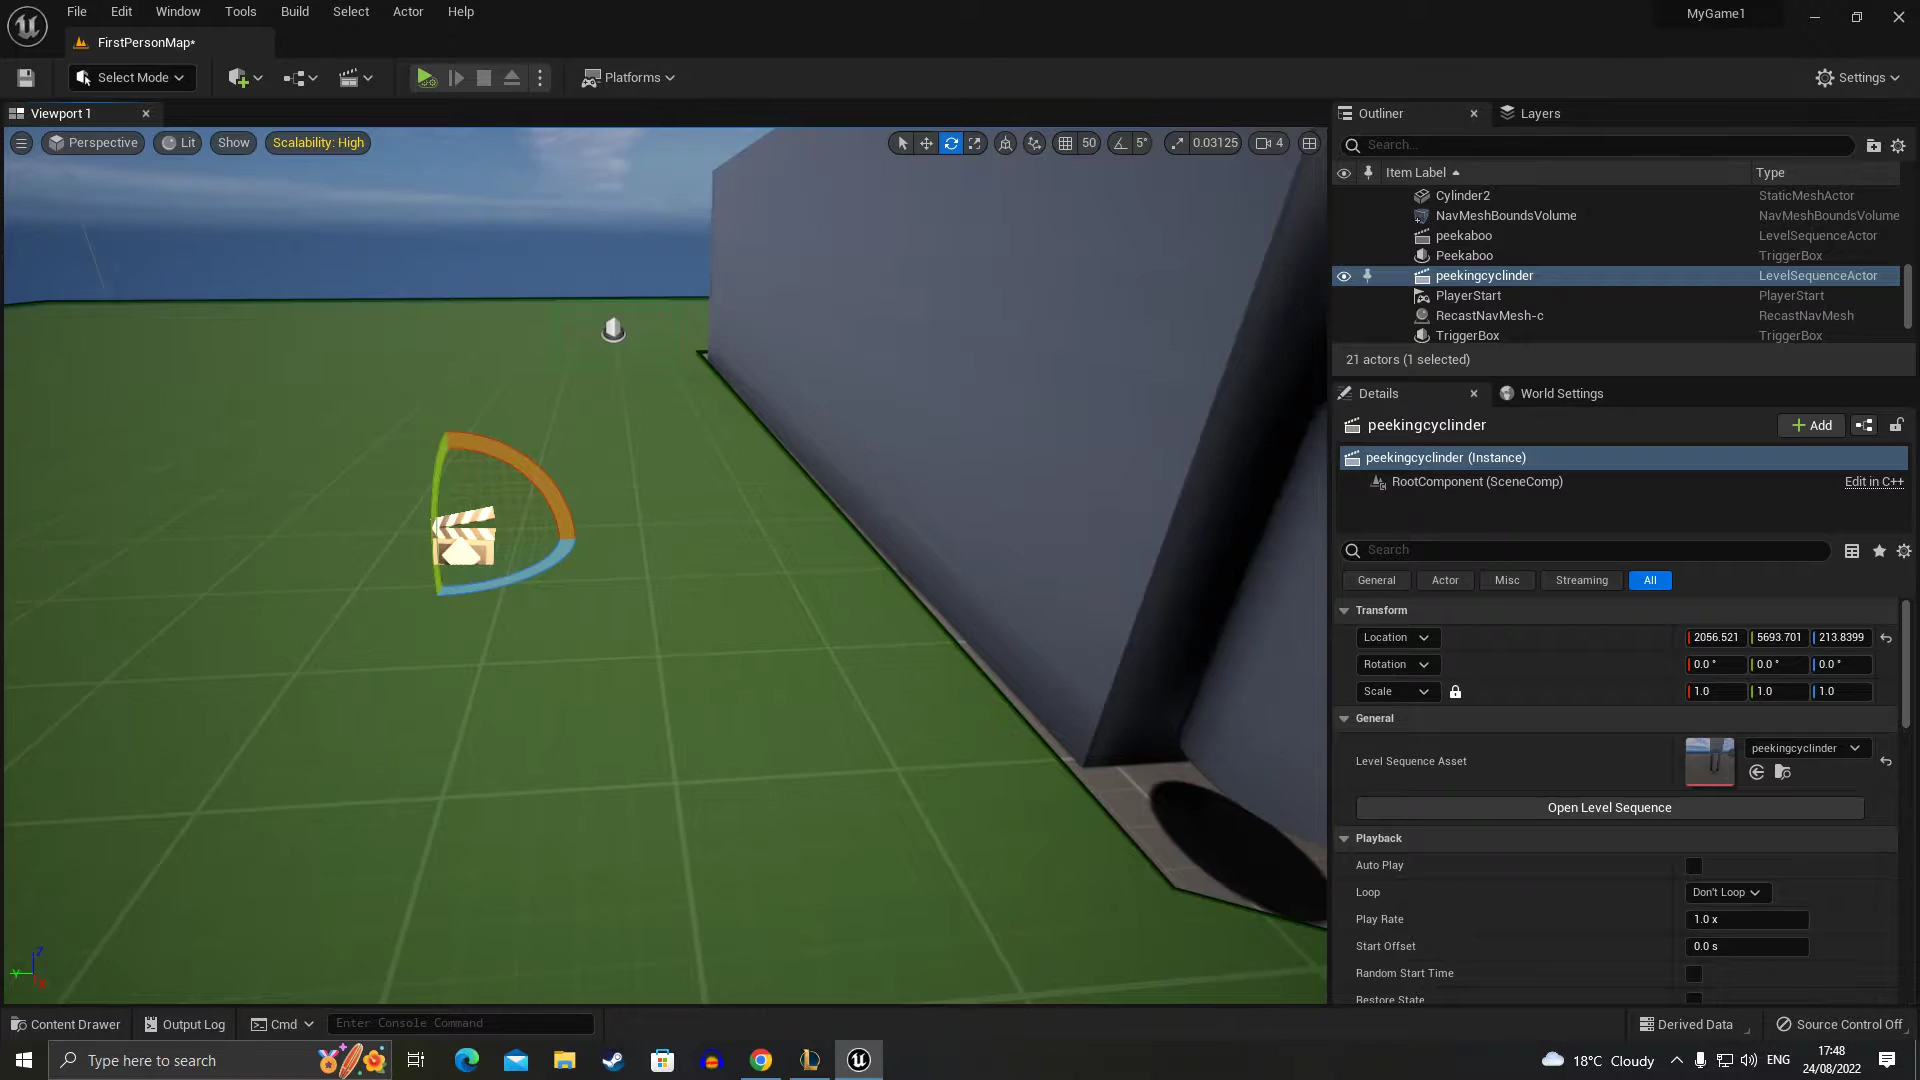 File Edit Window Tools Build Select Actor Help
MyGame1
FirstPersonMap*
Select Mode
Platforms
Settings
Viewport 1
Perspective Lit Show Scalability: High
50 5° 0.03125 4
Outliner
Layers
Search...
Item Label Type
Cylinder2 StaticMeshActor
NavMeshBoundsVolume NavMeshBoundsVolume
peekaboo LevelSequenceActor
Peekaboo TriggerBox
peekingcyclinder LevelSequenceActor
PlayerStart PlayerStart
RecastNavMesh-c RecastNavMesh
TriggerBox TriggerBox
21 actors (1 selected)
Details
World Settings
peekingcyclinder
Add
peekingcyclinder (Instance)
RootComponent (SceneComp) Edit in C++
Search
General Actor Misc Streaming All
Transform
Location 2056.521 5693.701 213.8399
Rotation 0.0 ° 0.0 ° 0.0 °
Scale 1.0 1.0 1.0
General
Level Sequence Asset peekingcyclinder
Open Level Sequence
Playback
Auto Play
Loop Don't Loop
Play Rate 1.0 x
Start Offset 0.0 s
Random Start Time
Restore State
Z
Y
X
Content Drawer Output Log Cmd Enter Console Command
Derived Data Source Control Off
Type here to search
18°C Cloudy ENG
17:48
24/08/2022